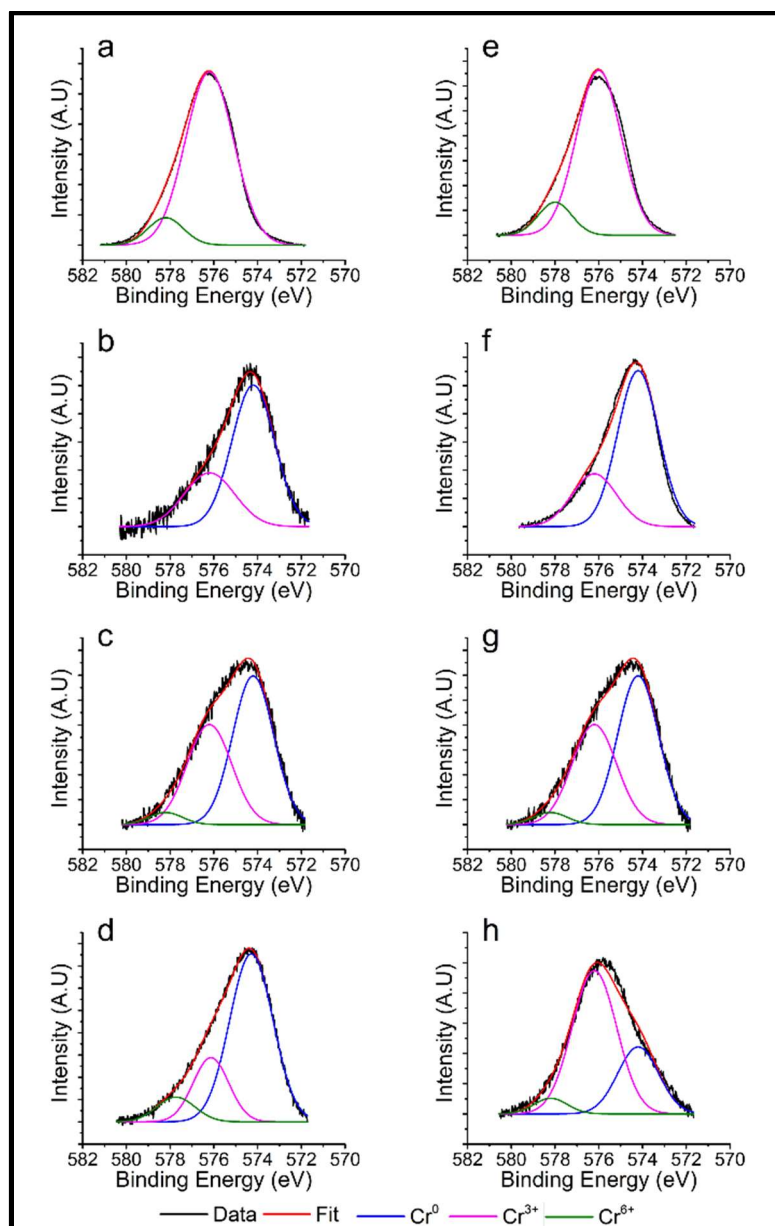 a
Intensity (A.U)
582 580 578 576 574 572 570
Binding Energy (eV)
e
Intensity (A.U)
582 580 578 576 574 572 570
Binding Energy (eV)
b
Intensity (A.U)
582 580 578 576 574 572 570
Binding Energy (eV)
f
Intensity (A.U)
582 580 578 576 574 572 570
Binding Energy (eV)
c
Intensity (A.U)
582 580 578 576 574 572 570
Binding Energy (eV)
g
Intensity (A.U)
582 580 578 576 574 572 570
Binding Energy (eV)
d
Intensity (A.U)
582 580 578 576 574 572 570
Binding Energy (eV)
h
Intensity (A.U)
582 580 578 576 574 572 570
Binding Energy (eV)
Data Fit Cr⁰ Cr³⁺ Cr⁶⁺